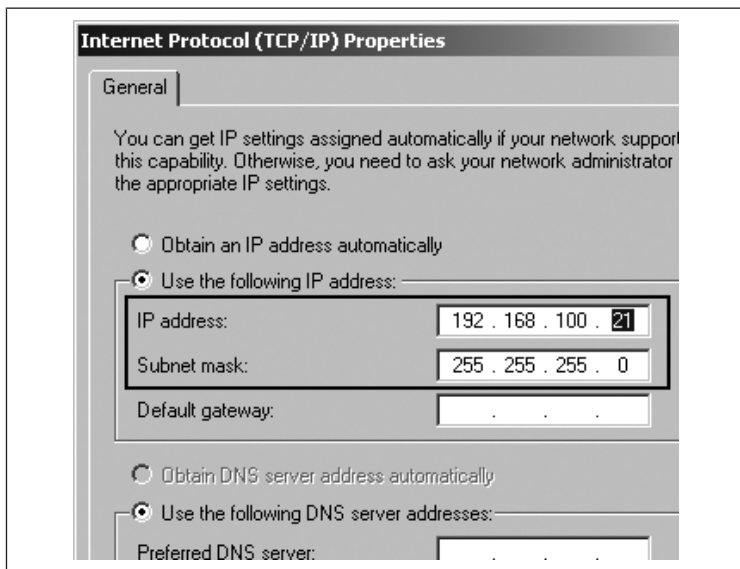 Internet Protocol (TCP/IP) Properties
General
You can get IP settings assigned automatically if your network suppor
this capability. Otherwise, you need to ask your network administrator
the appropriate IP settings.
Obtain an IP address automatically
Use the following IP address:
IP address: 192 . 168 . 100 . 21
Subnet mask: 255 . 255 . 255 . 0
Default gateway: . . .
Obtain DNS server address automatically
Use the following DNS server addresses:
Preferred DNS server: . . .